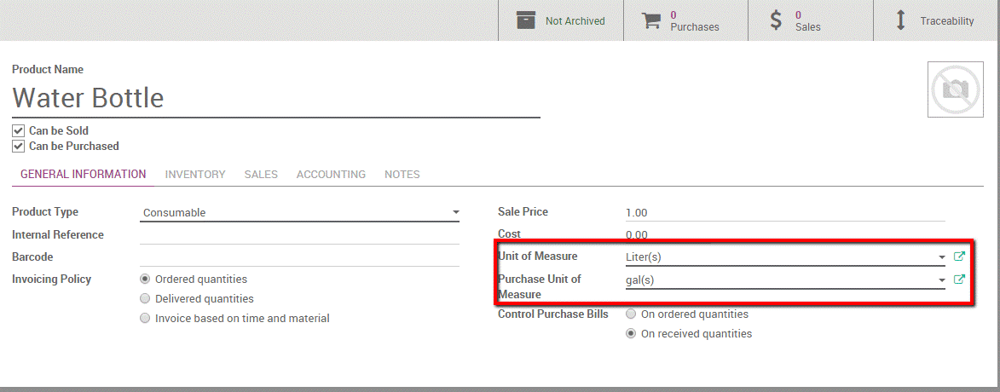 Not Archived
0
Purchases
0
Sales
Traceability
Product Name
Water Bottle
Can be Sold
Can be Purchased
GENERAL INFORMATION INVENTORY SALES ACCOUNTING NOTES
Product Type Consumable
Internal Reference
Barcode
Invoicing Policy Ordered quantities
Delivered quantities
Invoice based on time and material
Sale Price 1.00
Cost 0.00
Unit of Measure Liter(s)
Purchase Unit of gal(s)
Measure
Control Purchase Bills On ordered quantities
On received quantities